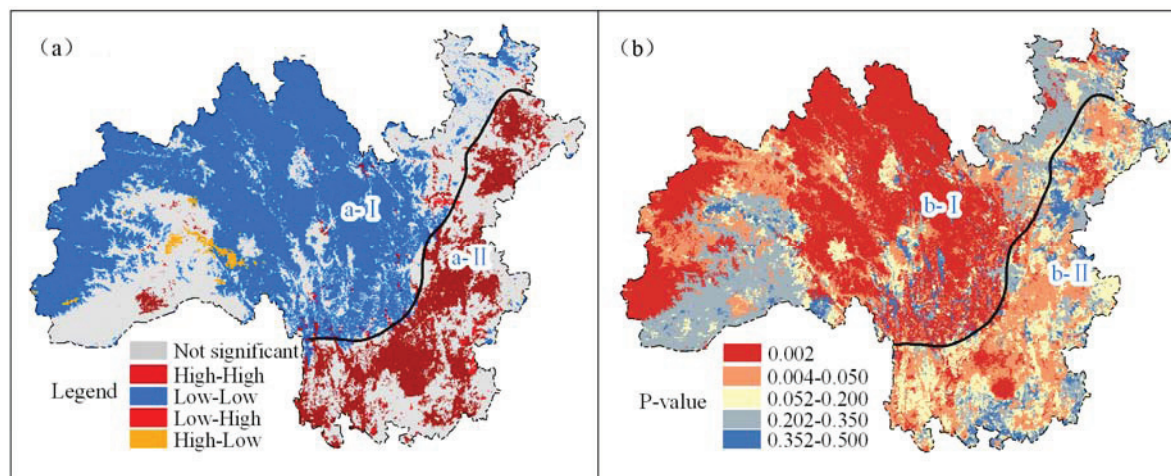 (a)
a-Ⅰ
a-Ⅱ
Legend
Not significant
High-High
Low-Low
Low-High
High-Low
(b)
b-Ⅰ
b-Ⅱ
P-value
0.002
0.004-0.050
0.052-0.200
0.202-0.350
0.352-0.500